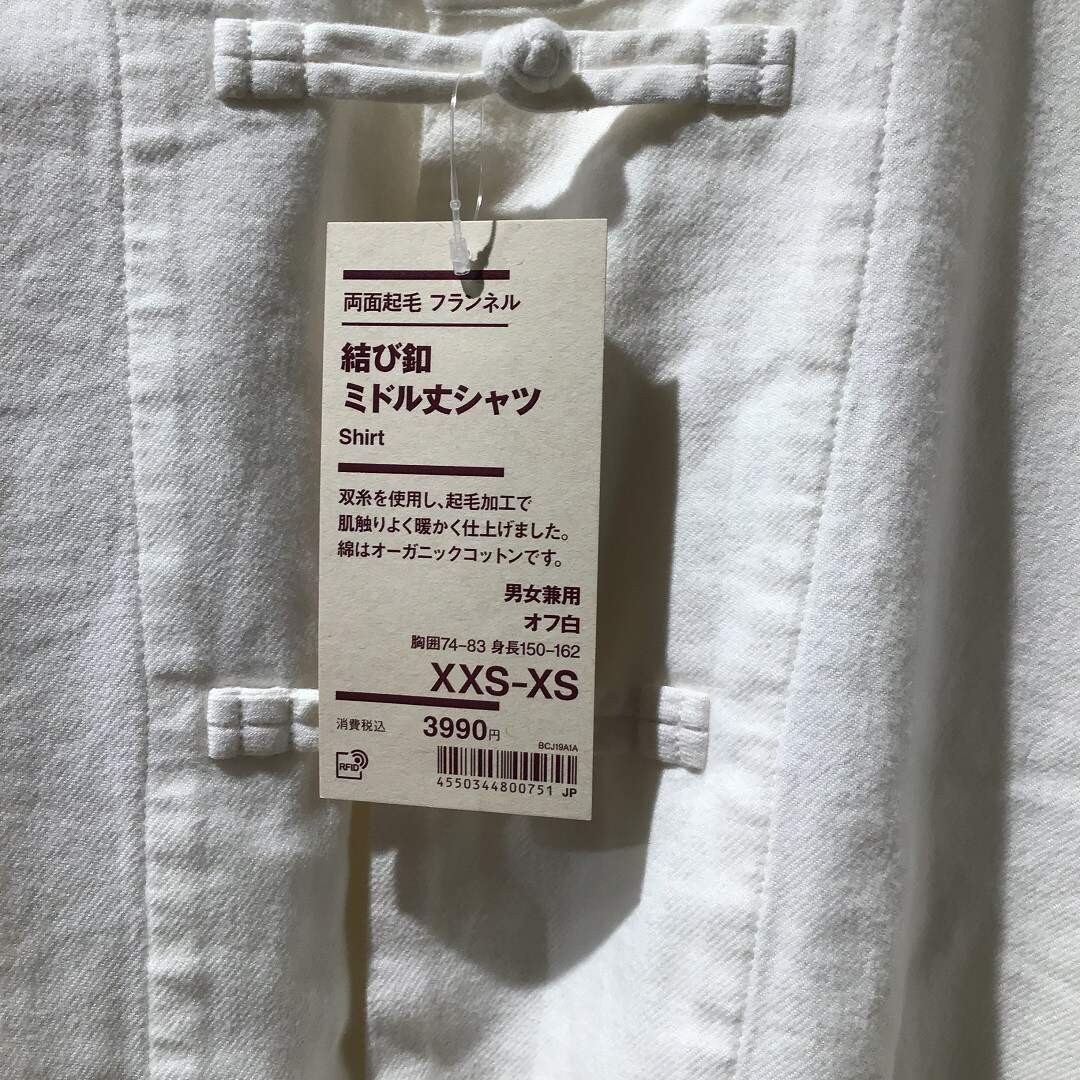 両面起毛 フランネル
結び釦
ミドル丈シャツ
Shirt
双糸を使用し、起毛加工で
肌触りよく暖かく仕上げました。
綿はオーガニックコットンです。
男女兼用
オフ白
胸囲74-83 身長150-162
XXS-XS
消費税込 3990円
BCJ19A1A
RFID
4550344800751 JP